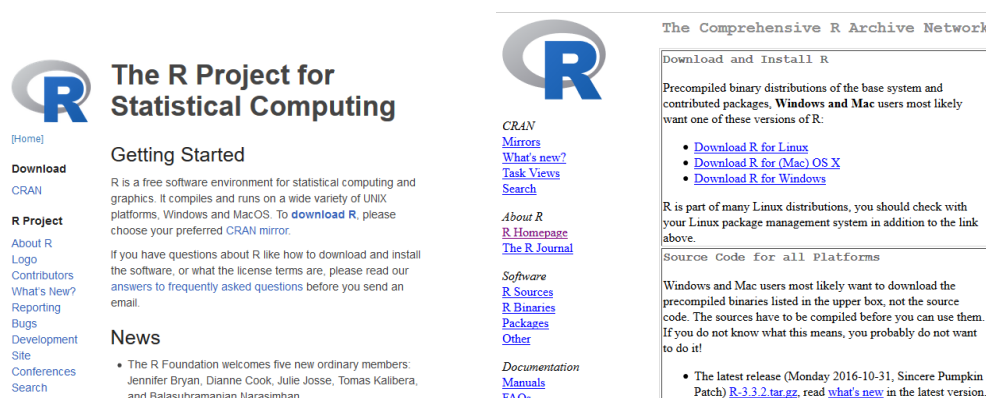 R
[Home]
Download
CRAN
R Project
About R
Logo
Contributors
What's New?
Reporting
Bugs
Development
Site
Conferences
Search
The R Project for
Statistical Computing
Getting Started
R is a free software environment for statistical computing and
graphics. It compiles and runs on a wide variety of UNIX
platforms, Windows and MacOS. To download R, please
choose your preferred CRAN mirror.
If you have questions about R like how to download and install
the software, or what the license terms are, please read our
answers to frequently asked questions before you send an
email.
News
• The R Foundation welcomes five new ordinary members:
Jennifer Bryan, Dianne Cook, Julie Josse, Tomas Kalibera,
and Balasubramanian Narasimhan
R
CRAN
Mirrors
What's new?
Task Views
Search
About R
R Homepage
The R Journal
Software
R Sources
R Binaries
Packages
Other
Documentation
Manuals
FAQs
The Comprehensive R Archive Network
Download and Install R
Precompiled binary distributions of the base system and
contributed packages, Windows and Mac users most likely
want one of these versions of R:
• Download R for Linux
• Download R for (Mac) OS X
• Download R for Windows
R is part of many Linux distributions, you should check with
your Linux package management system in addition to the link
above.
Source Code for all Platforms
Windows and Mac users most likely want to download the
precompiled binaries listed in the upper box, not the source
code. The sources have to be compiled before you can use them.
If you do not know what this means, you probably do not want
to do it!
• The latest release (Monday 2016-10-31, Sincere Pumpkin
Patch) R-3.3.2.tar.gz, read what's new in the latest version.